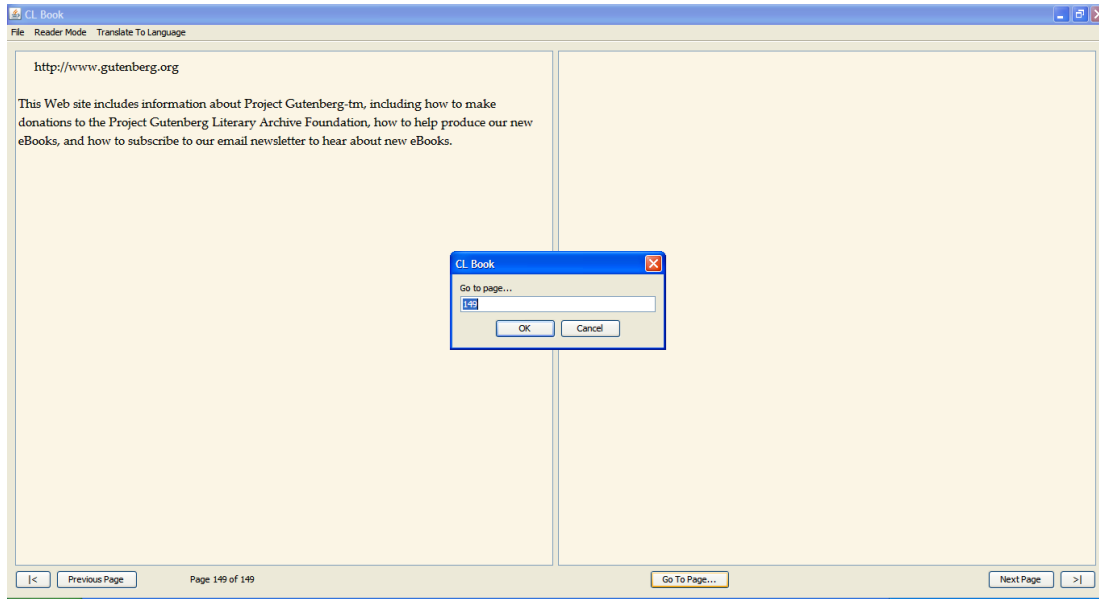 CL Book
File Reader Mode Translate To Language
http://www.gutenberg.org
This Web site includes information about Project Gutenberg-tm, including how to make
donations to the Project Gutenberg Literary Archive Foundation, how to help produce our new
eBooks, and how to subscribe to our email newsletter to hear about new eBooks.
CL Book
Go to page...
149
OK Cancel
|< Previous Page Page 149 of 149 Go To Page... Next Page >|